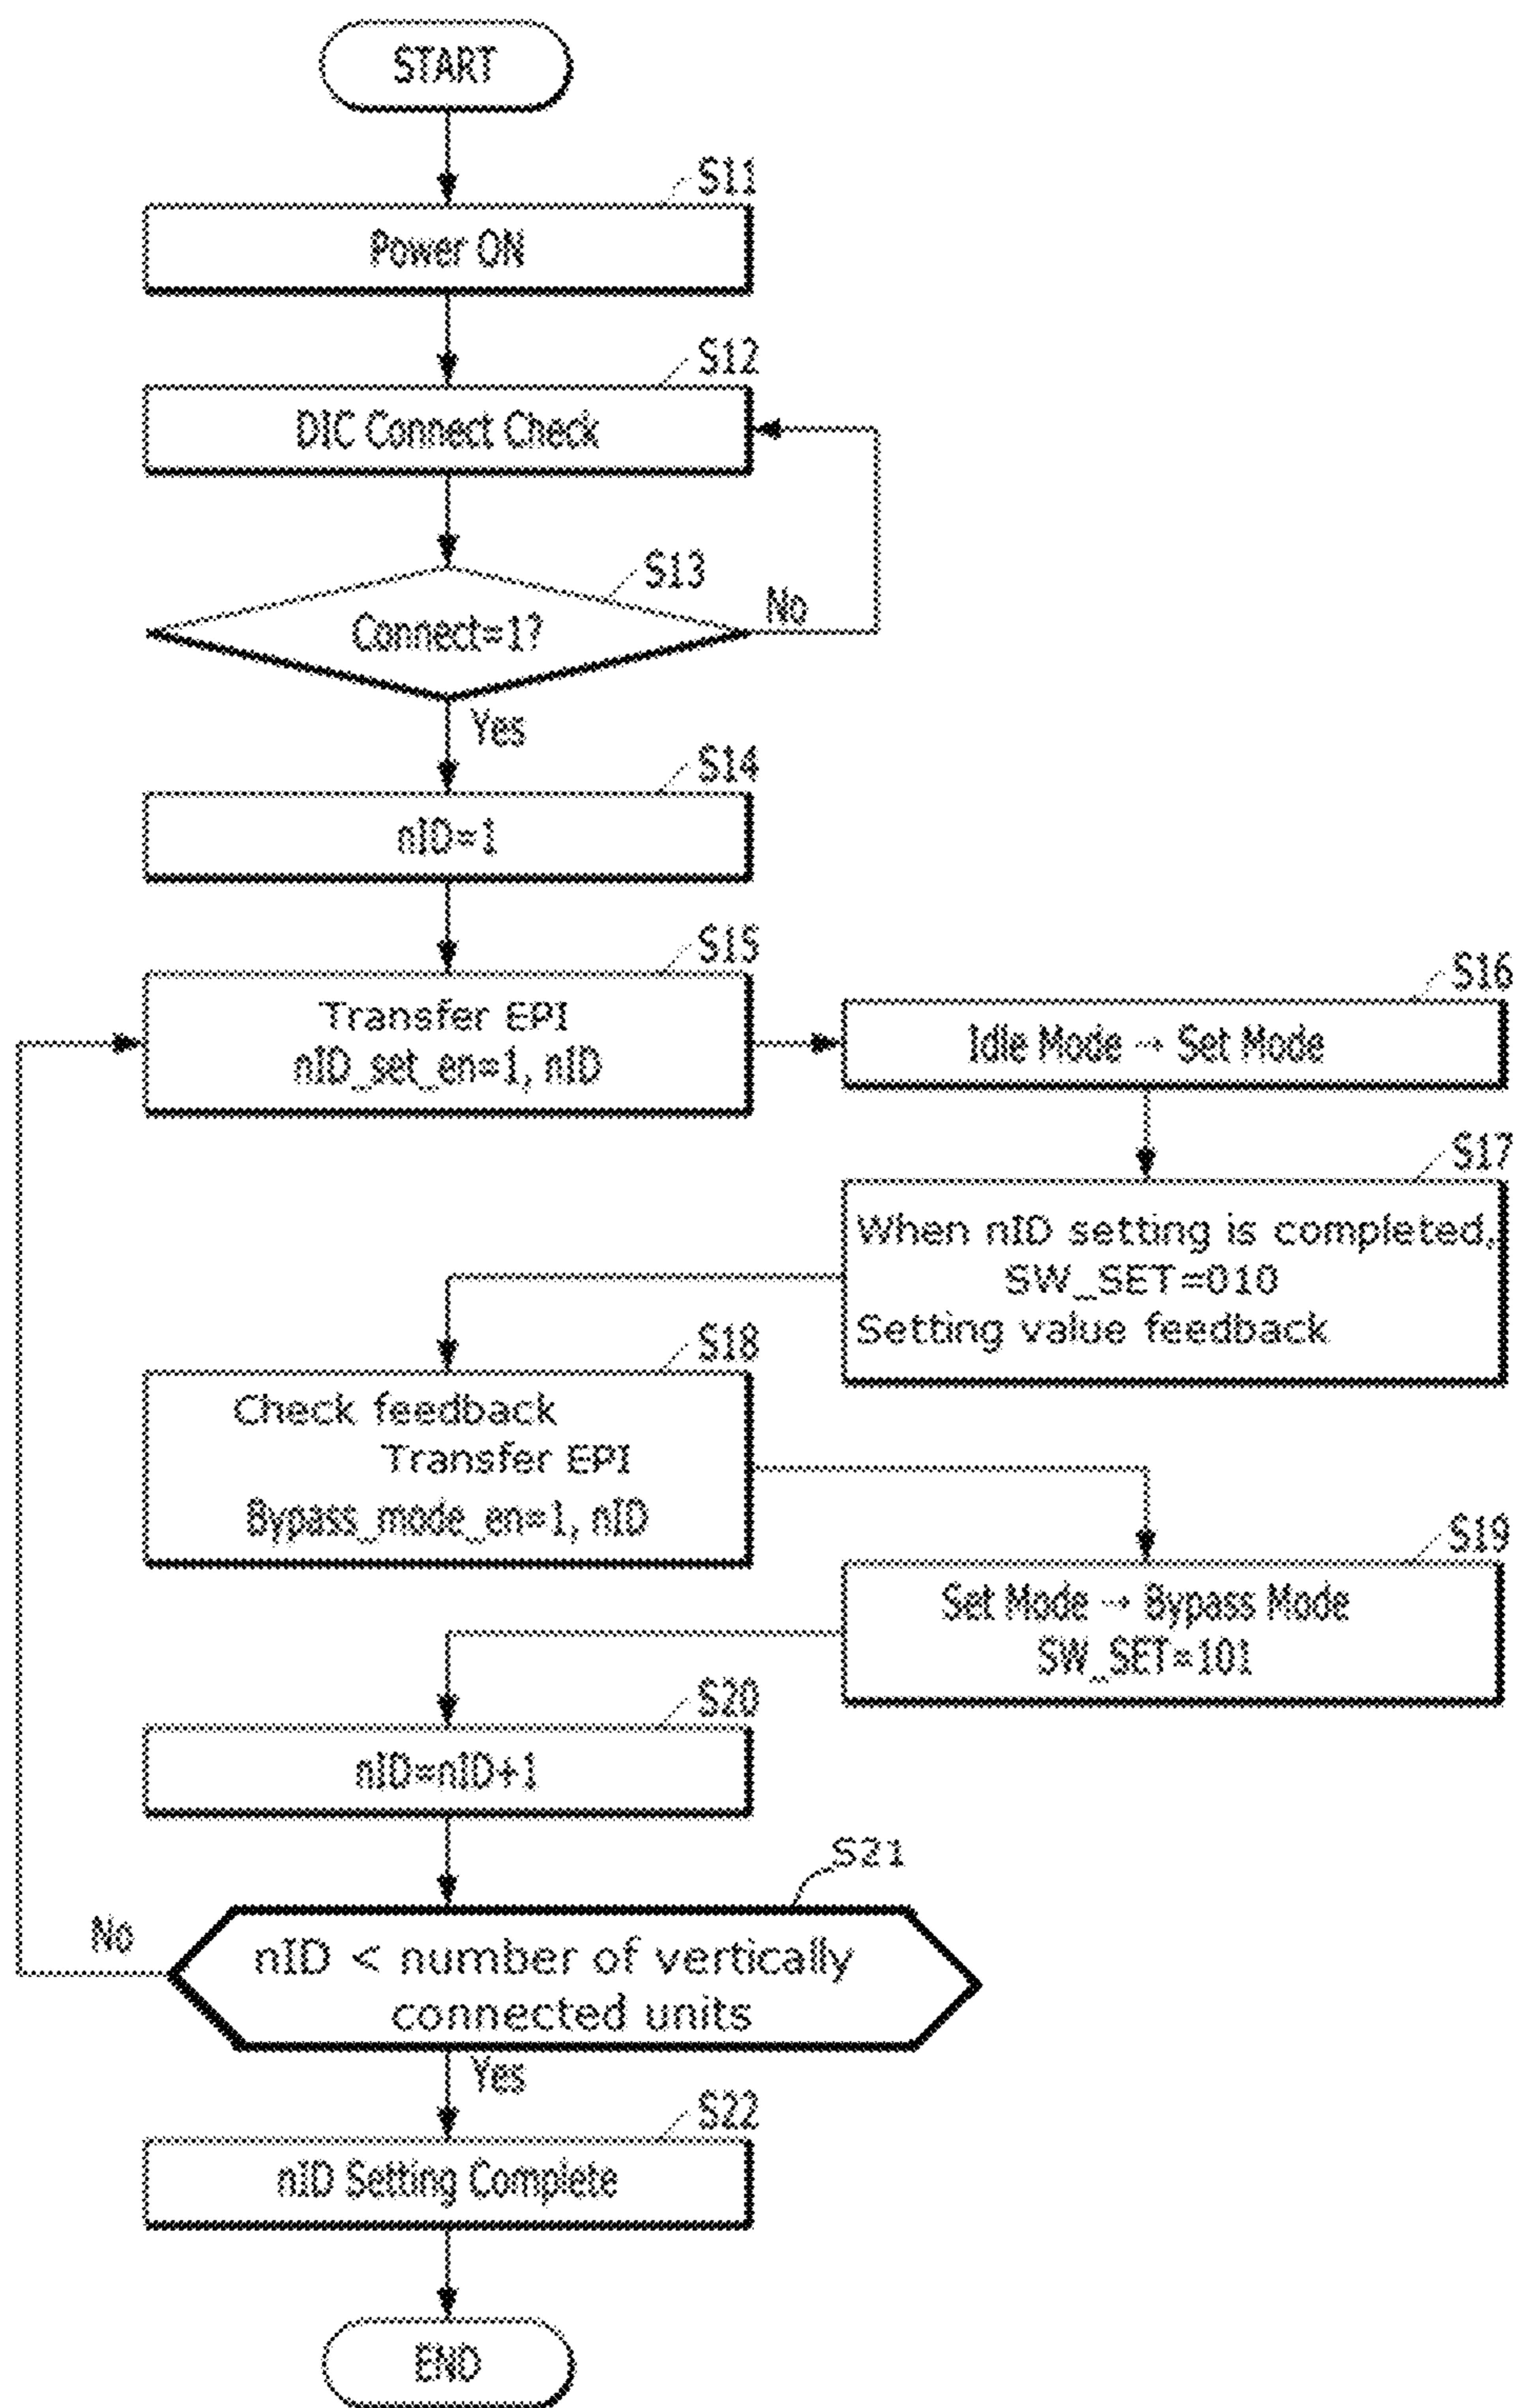 START
S11
Power ON
S12
DIC Connect Check
S13
Connect=1?
No
Yes
S14
nID=1
S15
Transfer EPI
nID_set_en=1, nID
S16
Idle Mode → Set Mode
S17
When nID setting is completed,
SW_SET=010
Setting value feedback
S18
Check feedback
Transfer EPI
Bypass_mode_en=1, nID
S19
Set Mode → Bypass Mode
SW_SET=101
S20
nID=nID+1
S21
nID < number of vertically
connected units
No
Yes
S22
nID Setting Complete
END